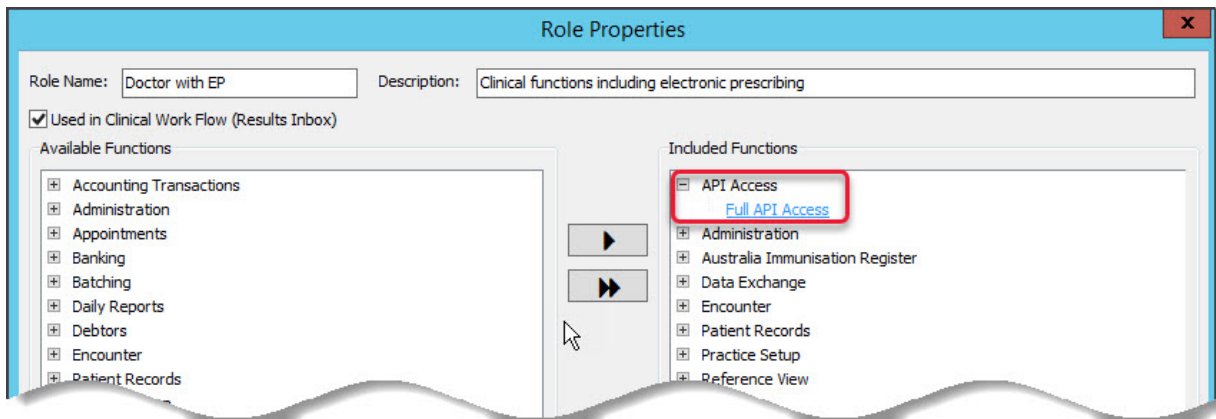 Role Properties
x
Role Name: Doctor with EP Description: Clinical functions including electronic prescribing
Used in Clinical Work Flow (Results Inbox)
Available Functions
Accounting Transactions
Administration
Appointments
Banking
Batching
Daily Reports
Debtors
Encounter
Patient Records
Included Functions
API Access
Full API Access
Administration
Australia Immunisation Register
Data Exchange
Encounter
Patient Records
Practice Setup
Reference View